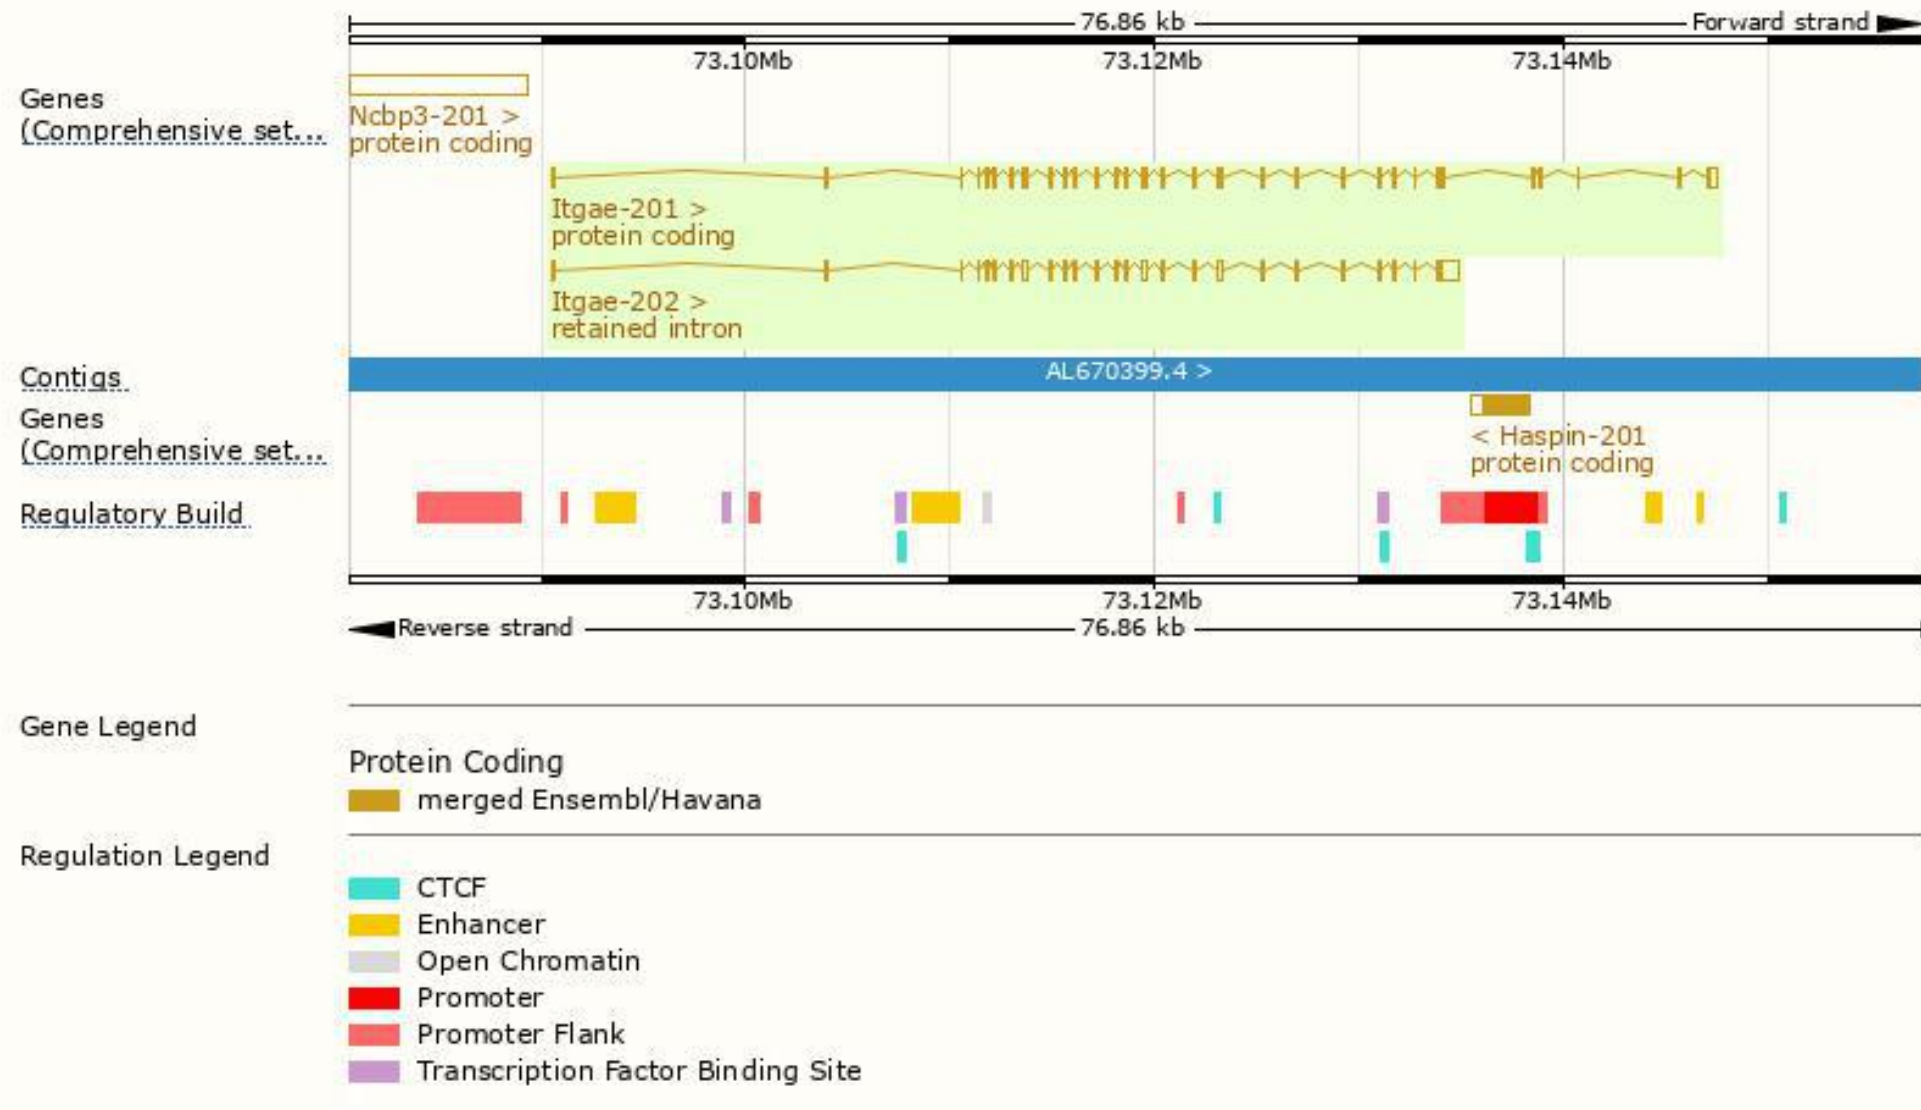 76.86 kb Forward strand
73.10Mb 73.12Mb 73.14Mb
Genes
(Comprehensive set...
Ncbp3-201 >
protein coding
Itgae-201 >
protein coding
Itgae-202 >
retained intron
Contigs
AL670399.4 >
Genes
(Comprehensive set...
< Haspin-201
protein coding
Regulatory Build
73.10Mb 73.12Mb 73.14Mb
Reverse strand 76.86 kb
Gene Legend
Protein Coding
merged Ensembl/Havana
Regulation Legend
CTCF
Enhancer
Open Chromatin
Promoter
Promoter Flank
Transcription Factor Binding Site